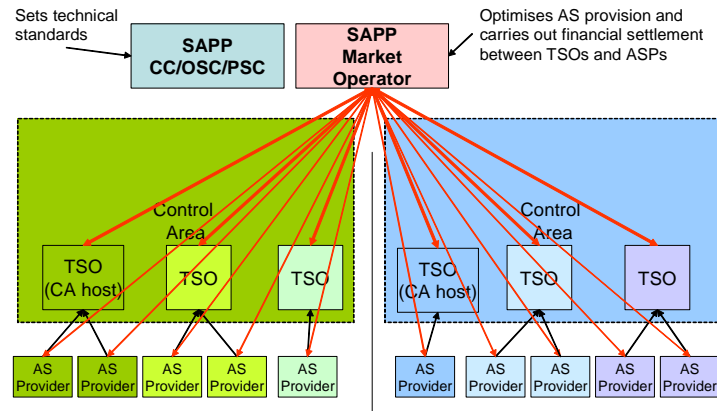 Sets technical
standards
SAPP
CC/OSC/PSC
SAPP
Market
Operator
Optimises AS provision and
carries out financial settlement
between TSOs and ASPs
Control
Area
TSO
(CA host)
TSO
TSO
Control
Area
TSO
(CA host)
TSO
TSO
AS
Provider
AS
Provider
AS
Provider
AS
Provider
AS
Provider
AS
Provider
AS
Provider
AS
Provider
AS
Provider
AS
Provider